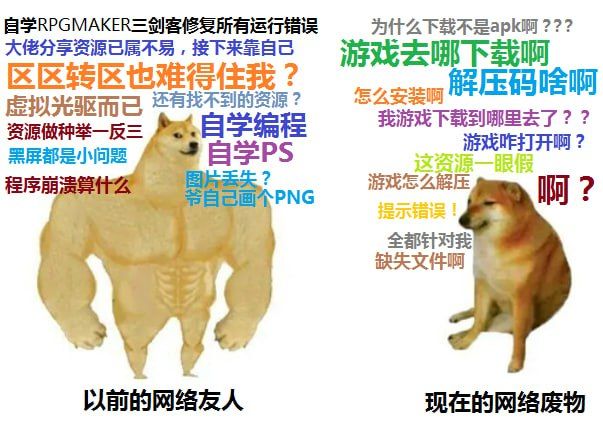 自学RPGMAKER三剑客修复所有运行错误
大佬分享资源已属不易，接下来靠自己
区区转区也难得住我？
虚拟光驱而已
还有找不到的资源？
资源做种举一反三
自学编程
黑屏都是小问题
自学PS
程序崩溃算什么
图片丢失？
爷自己画个PNG
以前的网络友人
为什么下载不是apk啊？？？
游戏去哪下载啊
解压码啥啊
怎么安装啊
我游戏下载到哪里去了？？
游戏咋打开啊？
这资源一眼假
游戏怎么解压
啊？
提示错误！
全都针对我
缺失文件啊
现在的网络废物